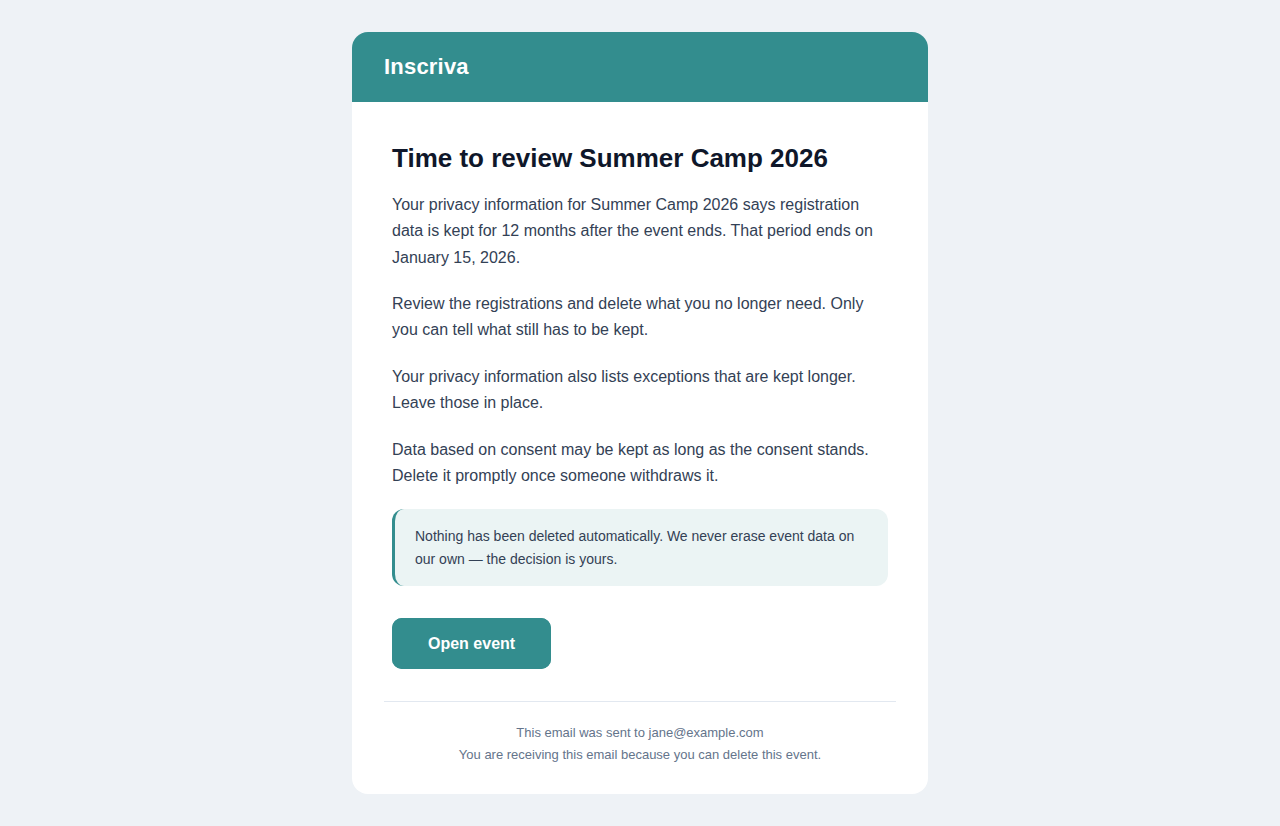 Inscriva
Time to review Summer Camp 2026
Your privacy information for Summer Camp 2026 says registration
data is kept for 12 months after the event ends. That period ends on
January 15, 2026.
Review the registrations and delete what you no longer need. Only
you can tell what still has to be kept.
Your privacy information also lists exceptions that are kept longer.
Leave those in place.
Data based on consent may be kept as long as the consent stands.
Delete it promptly once someone withdraws it.
Nothing has been deleted automatically. We never erase event data on
our own — the decision is yours.
Open event
This email was sent to jane@example.com
You are receiving this email because you can delete this event.